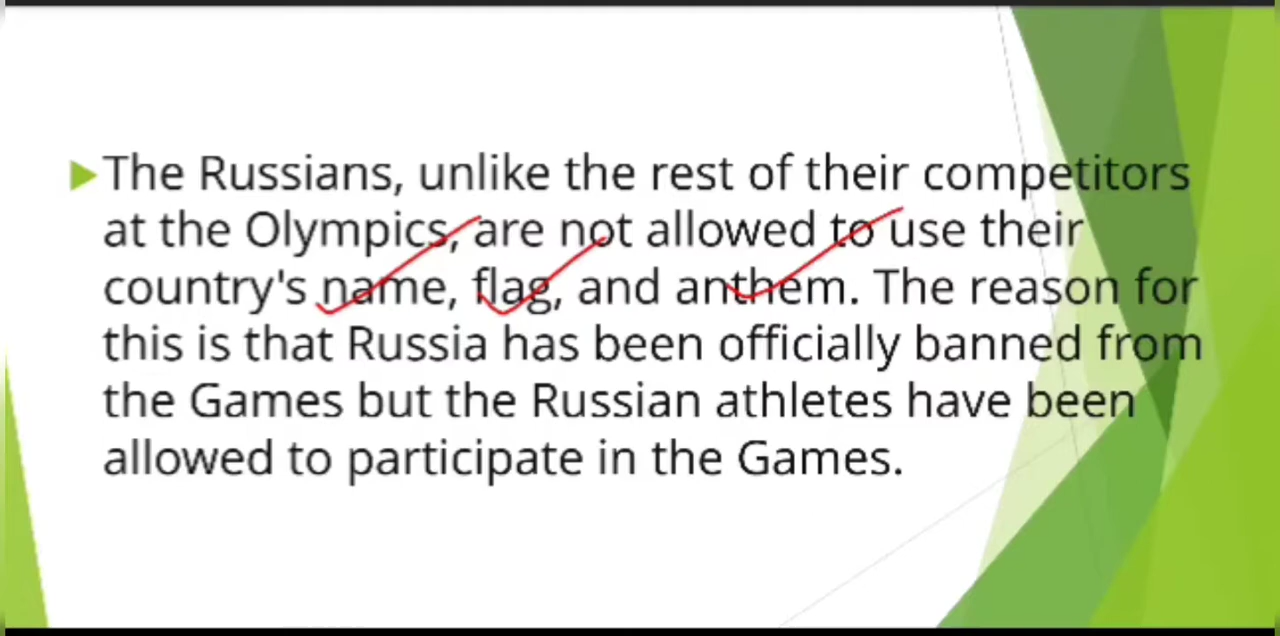 The Russians, unlike the rest of their competitors
at the Olympics, are not allowed to use their
country's name, flag, and anthem. The reason for
this is that Russia has been officially banned from
the Games but the Russian athletes have been
allowed to participate in the Games.